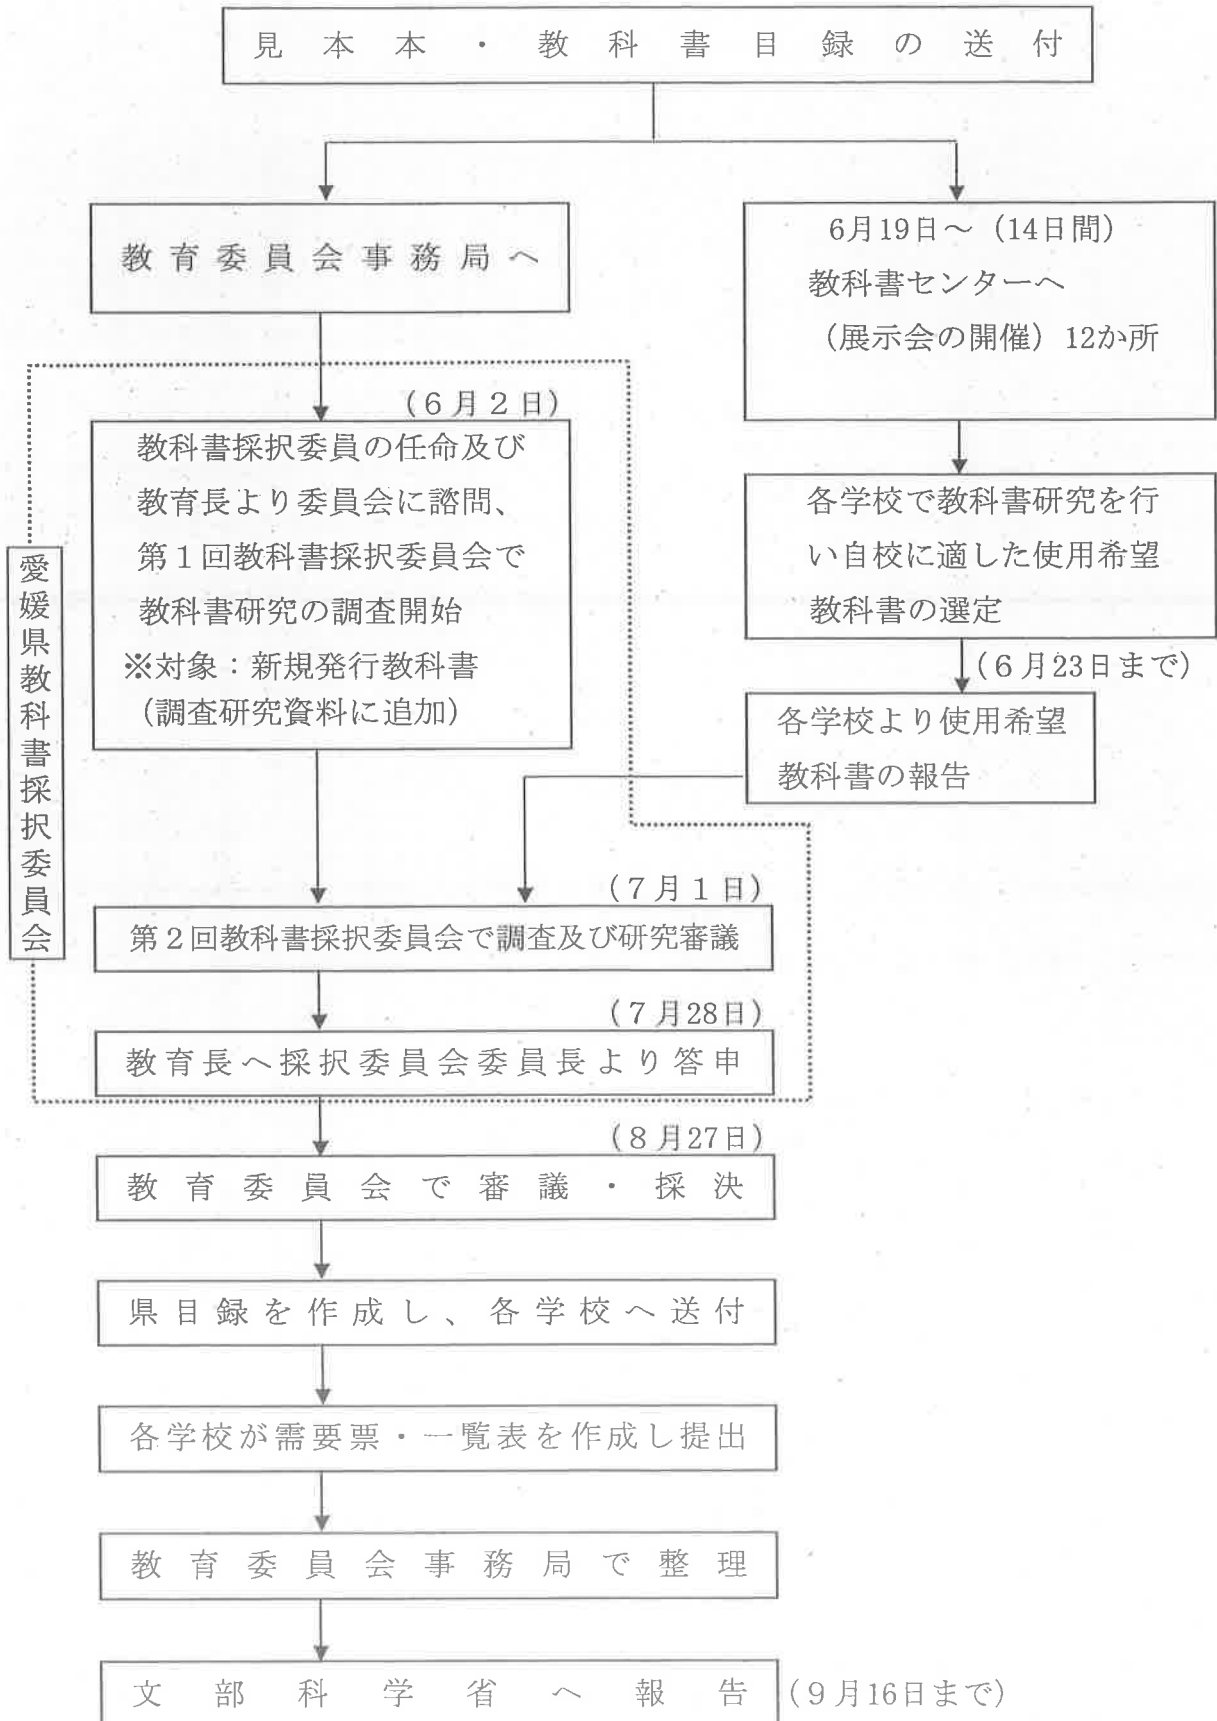 見本本・教科書目録の送付
教育委員会事務局へ
6月19日～（14日間）
教科書センターへ
（展示会の開催）12か所
（6月2日）
教科書採択委員の任命及び
教育長より委員会に諮問、
第1回教科書採択委員会で
教科書研究の調査開始
※対象：新規発行教科書
（調査研究資料に追加）
各学校で教科書研究を行
い自校に適した使用希望
教科書の選定
（6月23日まで）
各学校より使用希望
教科書の報告
愛媛県教科書採択委員会
（7月1日）
第2回教科書採択委員会で調査及び研究審議
（7月28日）
教育長へ採択委員会委員長より答申
（8月27日）
教育委員会で審議・採決
県目録を作成し、各学校へ送付
各学校が需要票・一覧表を作成し提出
教育委員会事務局で整理
文部科学省へ報告
（9月16日まで）